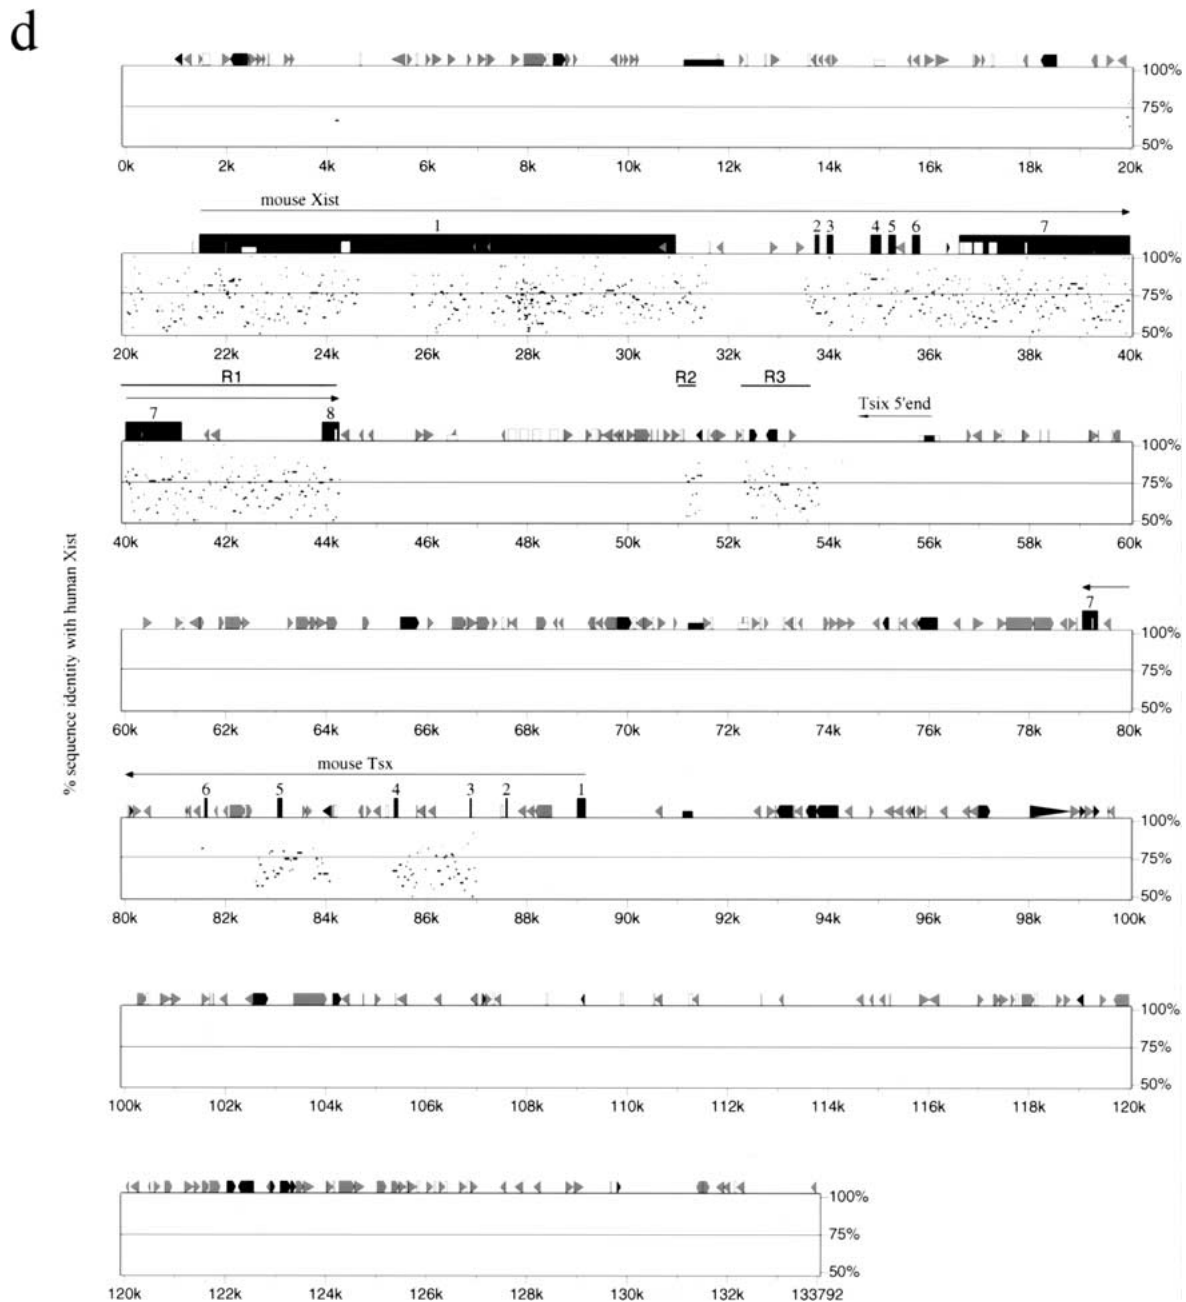 d
100%
75%
50%
0k 2k 4k 6k 8k 10k 12k 14k 16k 18k 20k
mouse Xist
1 2 3 4 5 6 7
100%
75%
50%
20k 22k 24k 26k 28k 30k 32k 34k 36k 38k 40k
R1 R2 R3
Tsix 5'end
7 8
100%
75%
50%
40k 42k 44k 46k 48k 50k 52k 54k 56k 58k 60k
% sequence identity with human Xist
7
100%
75%
50%
60k 62k 64k 66k 68k 70k 72k 74k 76k 78k 80k
mouse Tsx
6 5 4 3 2 1
100%
75%
50%
80k 82k 84k 86k 88k 90k 92k 94k 96k 98k 100k
100%
75%
50%
100k 102k 104k 106k 108k 110k 112k 114k 116k 118k 120k
100%
75%
50%
120k 122k 124k 126k 128k 130k 132k 133792